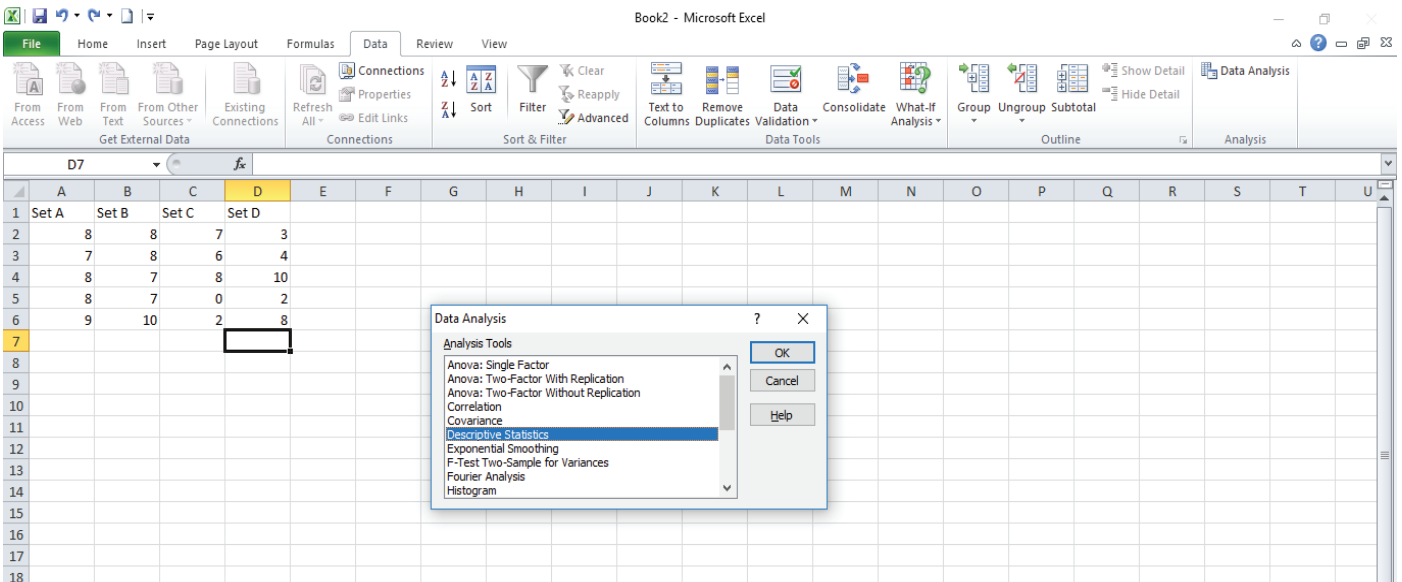 Book2 - Microsoft Excel
File Home Insert Page Layout Formulas Data Review View
From Access
From Web
From Text
From Other Sources
Existing Connections
Get External Data
Refresh All
Connections
Properties
Edit Links
Connections
Sort
Filter
Clear
Reapply
Advanced
Sort & Filter
Text to Columns
Remove Duplicates
Data Validation
Consolidate
What-If Analysis
Data Tools
Group
Ungroup
Subtotal
Show Detail
Hide Detail
Outline
Data Analysis
Analysis
D7 fx
A B C D E F G H I J K L M N O P Q R S T U
1 Set A Set B Set C Set D
2 8 8 7 3
3 7 8 6 4
4 8 7 8 10
5 8 7 0 2
6 9 10 2 8
7
8
9
10
11
12
13
14
15
16
17
18
Data Analysis ? X
Analysis Tools
Anova: Single Factor
Anova: Two-Factor With Replication
Anova: Two-Factor Without Replication
Correlation
Covariance
Descriptive Statistics
Exponential Smoothing
F-Test Two-Sample for Variances
Fourier Analysis
Histogram
OK
Cancel
Help